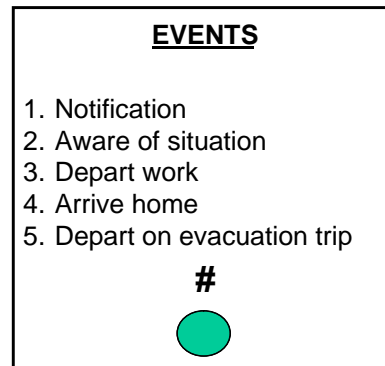 EVENTS
1. Notification
2. Aware of situation
3. Depart work
4. Arrive home
5. Depart on evacuation trip
#